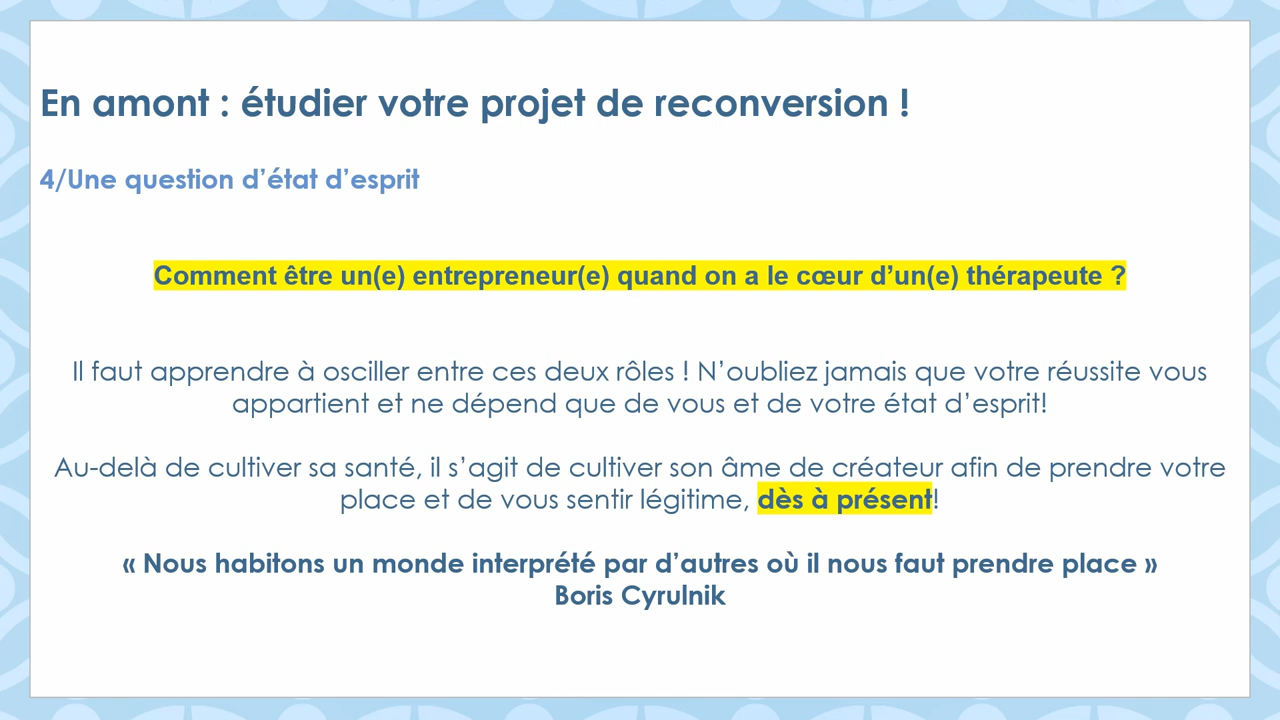 En amont : étudier votre projet de reconversion !
4/Une question d’état d’esprit
Comment être un(e) entrepreneur(e) quand on a le cœur d’un(e) thérapeute ?
Il faut apprendre à osciller entre ces deux rôles ! N’oubliez jamais que votre réussite vous
appartient et ne dépend que de vous et de votre état d’esprit!
Au-delà de cultiver sa santé, il s’agit de cultiver son âme de créateur afin de prendre votre
place et de vous sentir légitime, dès à présent!
« Nous habitons un monde interprété par d’autres où il nous faut prendre place »
Boris Cyrulnik